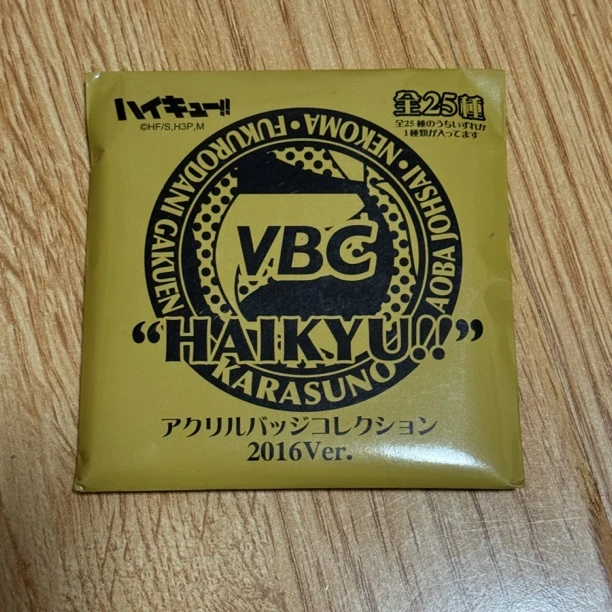 ハイキュー!!
©HF/S,H3P,M
全25種
全25種のうちいずれか
1種類が入ってます
FUKURODANI GAKUEN・NEKOMA・AOBA JOHSAI・
VBC
"HAIKYU!!"
KARASUNO
アクリルバッジコレクション
2016Ver.